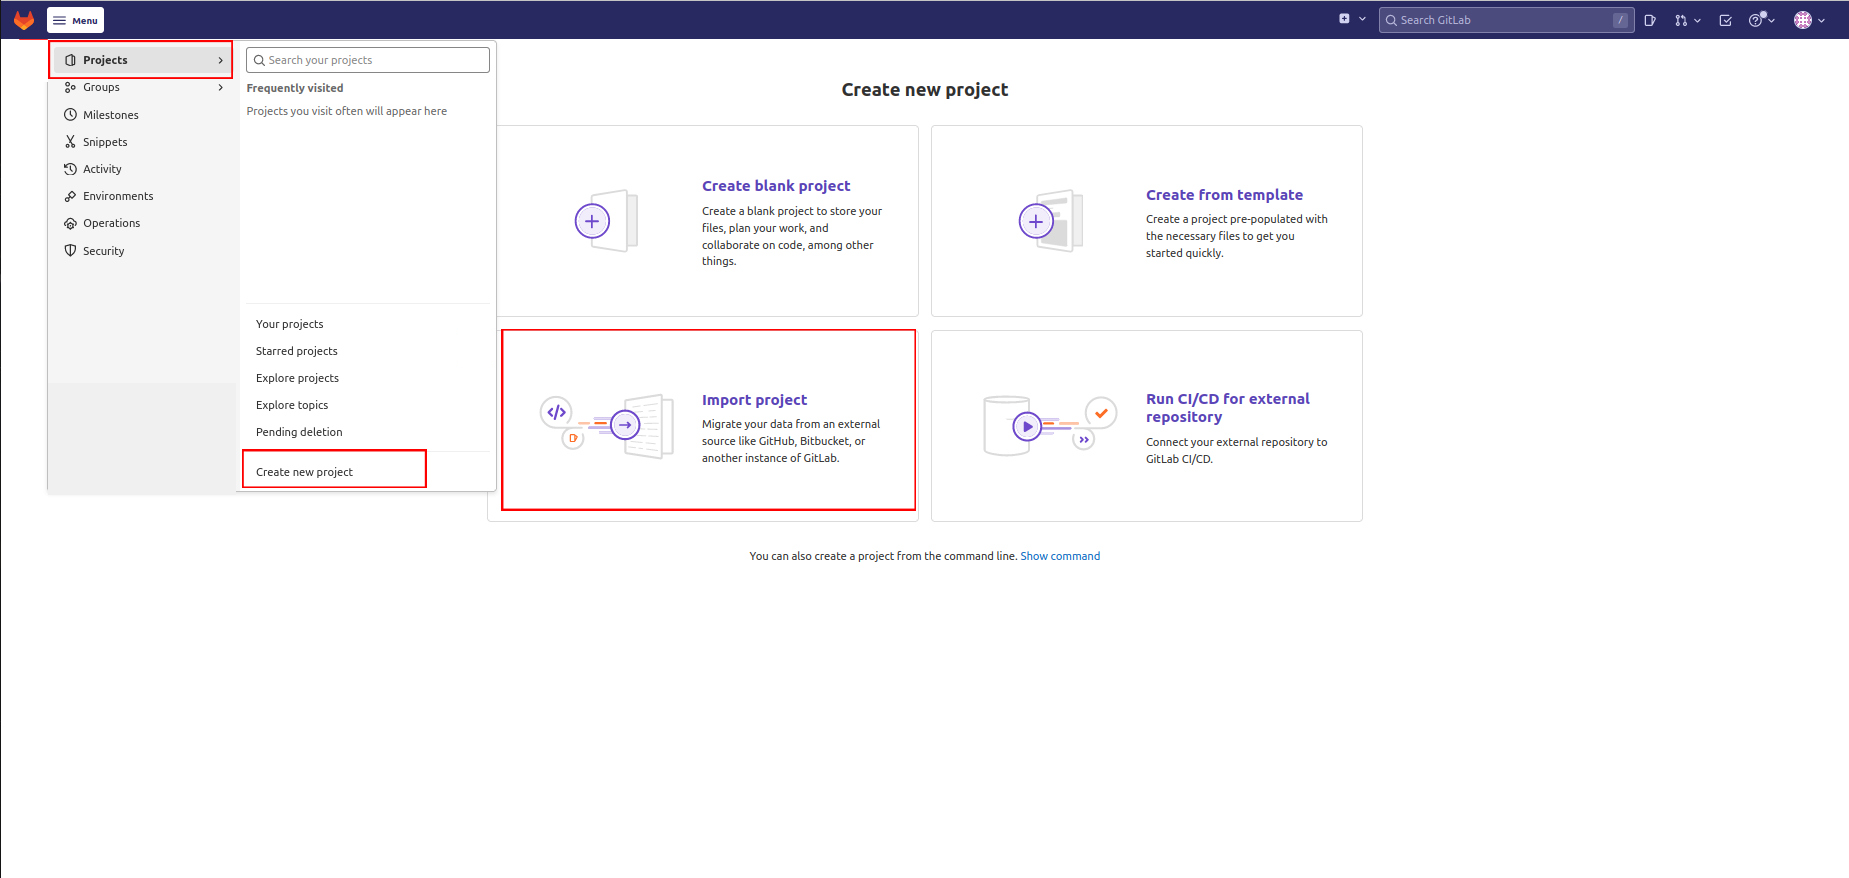 Menu
Search GitLab
/
Projects
Groups
Milestones
Snippets
Activity
Environments
Operations
Security
Search your projects
Frequently visited
Projects you visit often will appear here
Your projects
Starred projects
Explore projects
Explore topics
Pending deletion
Create new project
Create new project
Create blank project
Create a blank project to store your
files, plan your work, and
collaborate on code, among other
things.
Create from template
Create a project pre-populated with
the necessary files to get you
started quickly.
Import project
Migrate your data from an external
source like GitHub, Bitbucket, or
another instance of GitLab.
Run CI/CD for external
repository
Connect your external repository to
GitLab CI/CD.
You can also create a project from the command line. Show command